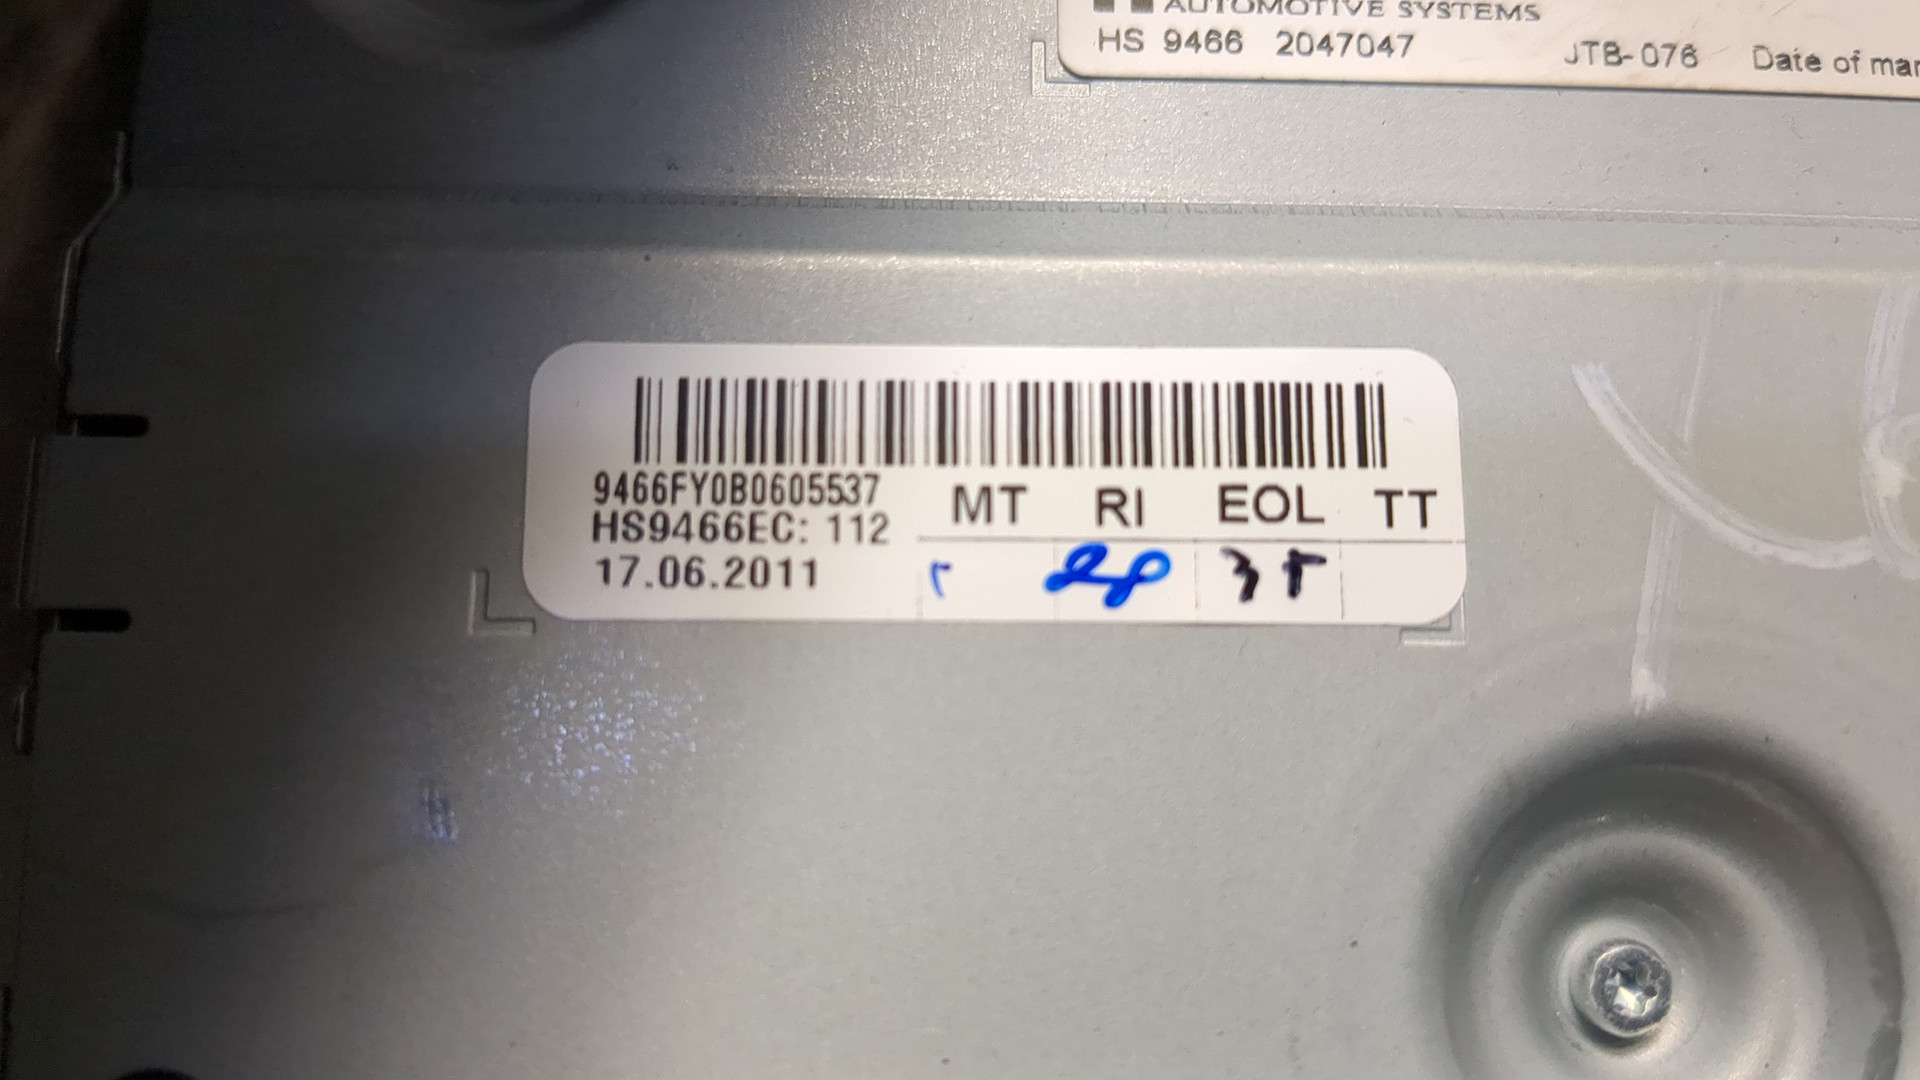 AUTOMOTIVE SYSTEMS
HS 9466 2047047 JTB-076 Date of
9466FY0B0605537
HS9466EC: 112
17.06.2011
MT RI EOL TT
28